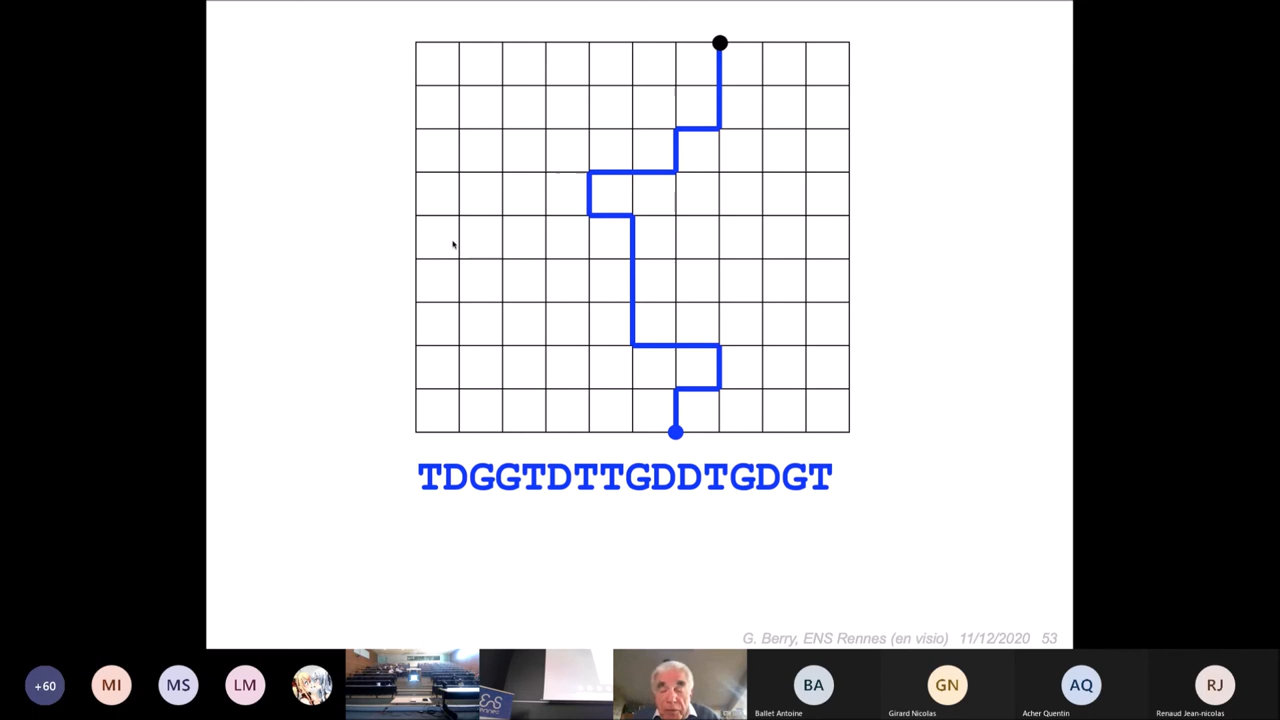 TDGGTDTTGDDTGDGT
G. Berry, ENS Rennes (en visio) 11/12/2020 53
+60
MI
MS
LM
ens
BA
GN
AQ
RJ
Ballet Antoine
Girard Nicolas
Acher Quentin
Renaud Jean-nicolas